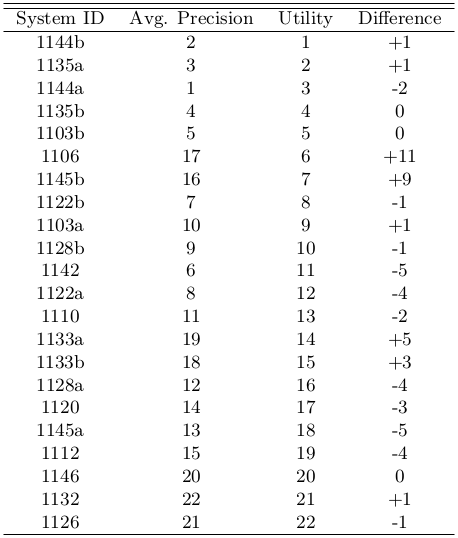 System ID Avg. Precision Utility Difference
1144b 2 1 +1
1135a 3 2 +1
1144a 1 3 -2
1135b 4 4 0
1103b 5 5 0
1106 17 6 +11
1145b 16 7 +9
1122b 7 8 -1
1103a 10 9 +1
1128b 9 10 -1
1142 6 11 -5
1122a 8 12 -4
1110 11 13 -2
1133a 19 14 +5
1133b 18 15 +3
1128a 12 16 -4
1120 14 17 -3
1145a 13 18 -5
1112 15 19 -4
1146 20 20 0
1132 22 21 +1
1126 21 22 -1